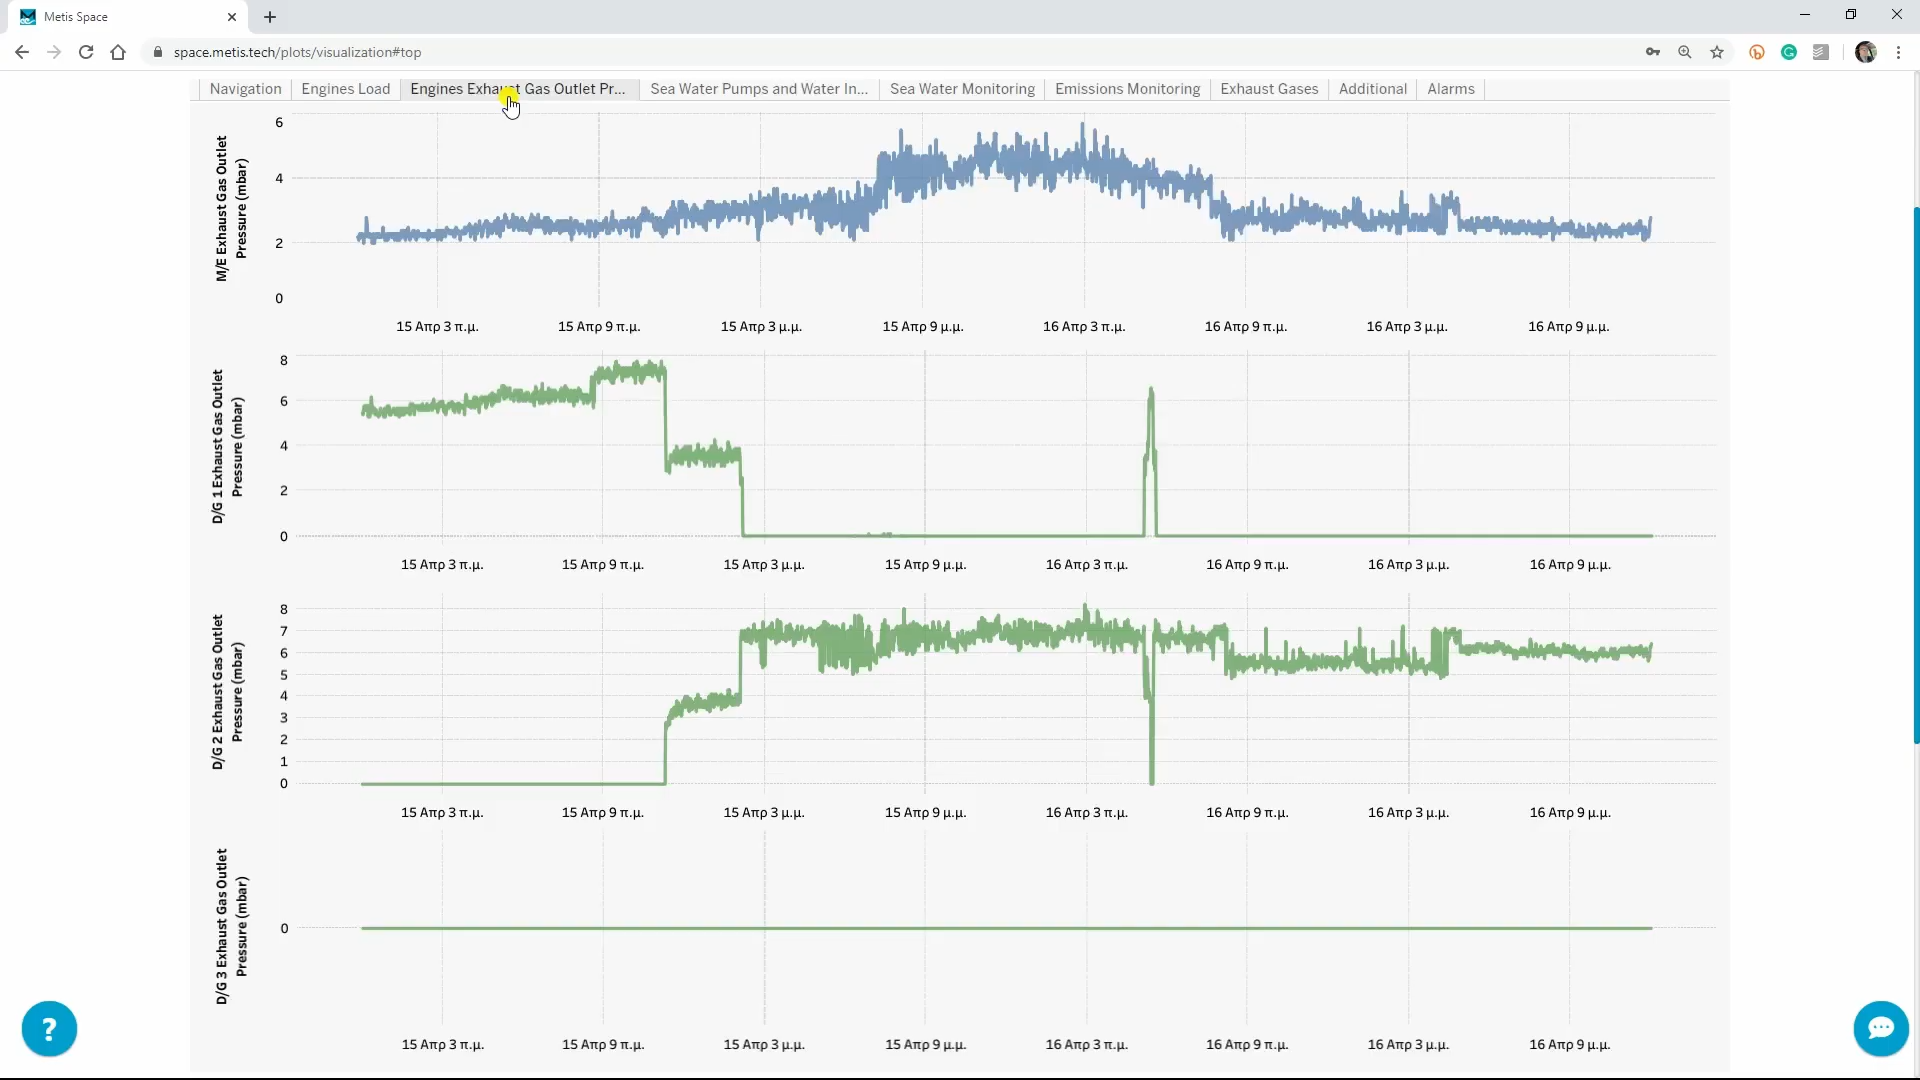 Metis Space
space.metis.tech/plots/visualization#top
Navigation Engines Load Engines Exhaust Gas Outlet Pr... Sea Water Pumps and Water In... Sea Water Monitoring Emissions Monitoring Exhaust Gases Additional Alarms
M/E Exhaust Gas Outlet
Pressure (mbar)
6
4
2
0
15 Απρ 3 π.μ. 15 Απρ 9 π.μ. 15 Απρ 3 μ.μ. 15 Απρ 9 μ.μ. 16 Απρ 3 π.μ. 16 Απρ 9 π.μ. 16 Απρ 3 μ.μ. 16 Απρ 9 μ.μ.
D/G 1 Exhaust Gas Outlet
Pressure (mbar)
8
6
4
2
0
15 Απρ 3 π.μ. 15 Απρ 9 π.μ. 15 Απρ 3 μ.μ. 15 Απρ 9 μ.μ. 16 Απρ 3 π.μ. 16 Απρ 9 π.μ. 16 Απρ 3 μ.μ. 16 Απρ 9 μ.μ.
D/G 2 Exhaust Gas Outlet
Pressure (mbar)
8
7
6
5
4
3
2
1
0
15 Απρ 3 π.μ. 15 Απρ 9 π.μ. 15 Απρ 3 μ.μ. 15 Απρ 9 μ.μ. 16 Απρ 3 π.μ. 16 Απρ 9 π.μ. 16 Απρ 3 μ.μ. 16 Απρ 9 μ.μ.
D/G 3 Exhaust Gas Outlet
Pressure (mbar)
0
15 Απρ 3 π.μ. 15 Απρ 9 π.μ. 15 Απρ 3 μ.μ. 15 Απρ 9 μ.μ. 16 Απρ 3 π.μ. 16 Απρ 9 π.μ. 16 Απρ 3 μ.μ. 16 Απρ 9 μ.μ.
?